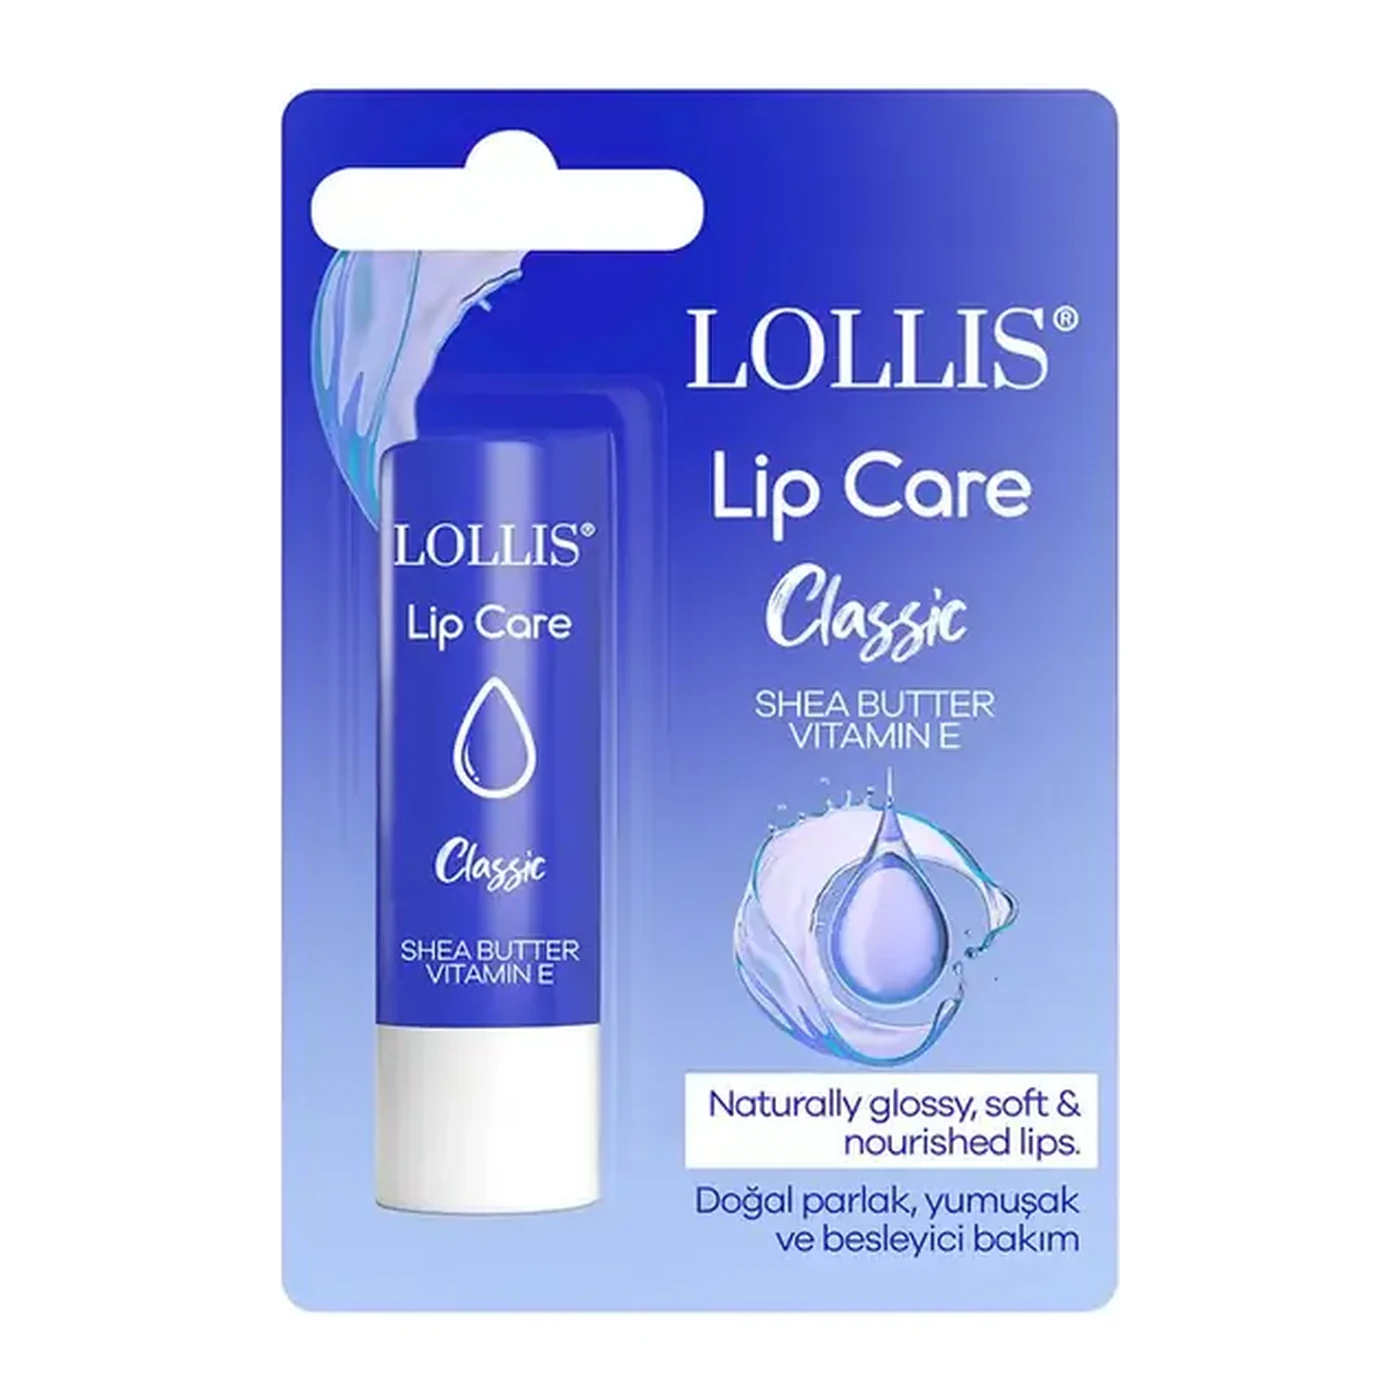 LOLLIS®
Lip Care
Classic
SHEA BUTTER
VITAMIN E
LOLLIS®
Lip Care
Classic
SHEA BUTTER
VITAMIN E
Naturally glossy, soft &
nourished lips.
Doğal parlak, yumuşak
ve besleyici bakım